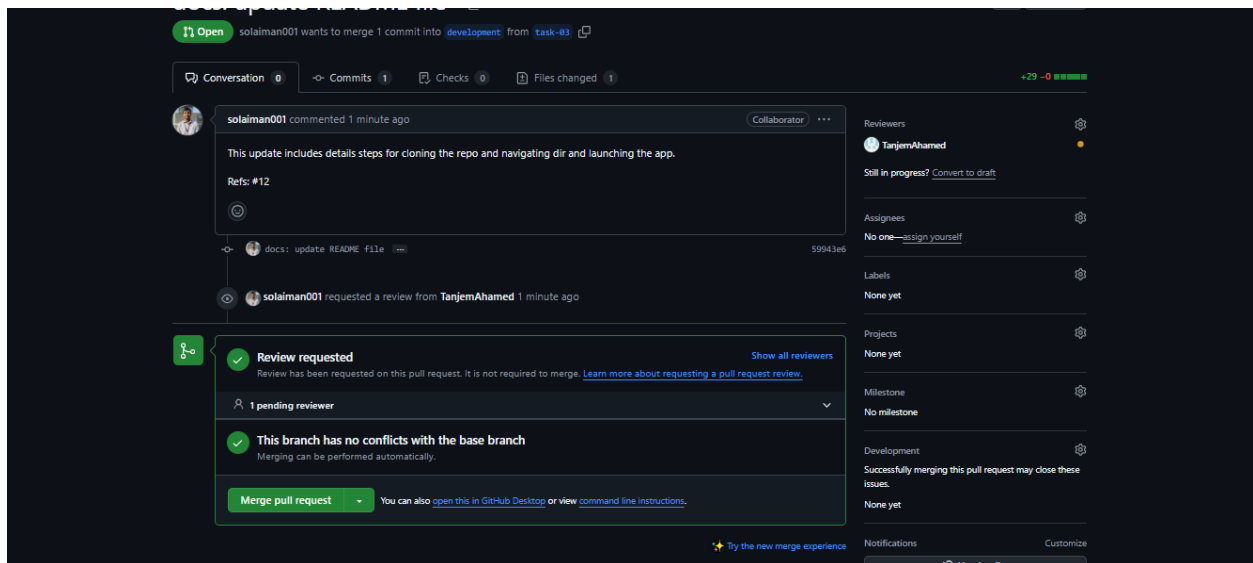 docs: update README file
Open solaiman001 wants to merge 1 commit into development from task-03
Conversation 0 Commits 1 Checks 0 Files changed 1 +29 −0
solaiman001 commented 1 minute ago Collaborator ...
This update includes details steps for cloning the repo and navigating dir and launching the app.
Refs: #12
docs: update README file ... 59943e6
solaiman001 requested a review from TanjemAhamed 1 minute ago
Review requested Show all reviewers
Review has been requested on this pull request. It is not required to merge. Learn more about requesting a pull request review.
1 pending reviewer
This branch has no conflicts with the base branch
Merging can be performed automatically.
Merge pull request You can also open this in GitHub Desktop or view command line instructions.
Try the new merge experience
Reviewers
TanjemAhamed
Still in progress? Convert to draft
Assignees
No one—assign yourself
Labels
None yet
Projects
None yet
Milestone
No milestone
Development
Successfully merging this pull request may close these
issues.
None yet
Notifications Customize